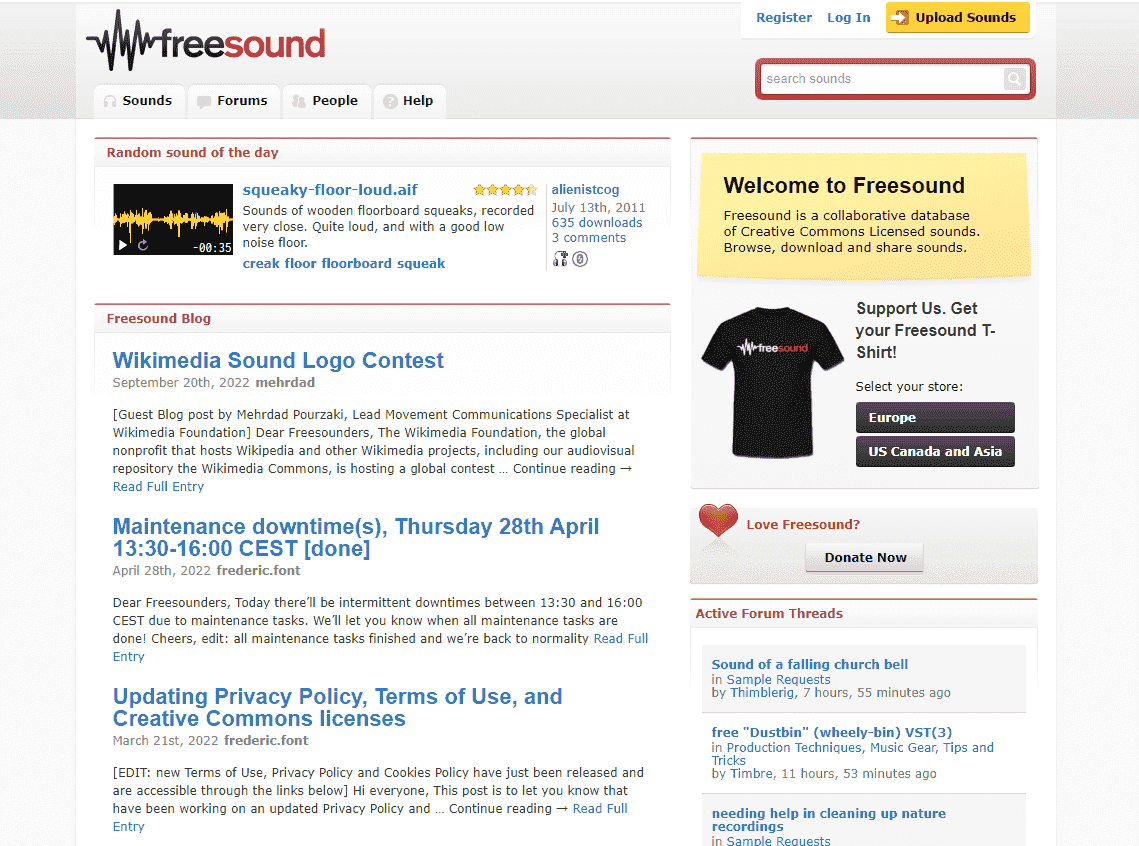 freesound
Register Log In Upload Sounds
search sounds
Sounds Forums People Help
Random sound of the day
squeaky-floor-loud.aif
Sounds of wooden floorboard squeaks, recorded
very close. Quite loud, and with a good low
noise floor.
creak floor floorboard squeak
-00:35
alienistcog
July 13th, 2011
635 downloads
3 comments
0
Freesound Blog
Wikimedia Sound Logo Contest
September 20th, 2022 mehrdad
[Guest Blog post by Mehrdad Pourzaki, Lead Movement Communications Specialist at
Wikimedia Foundation] Dear Freesounders, The Wikimedia Foundation, the global
nonprofit that hosts Wikipedia and other Wikimedia projects, including our audiovisual
repository the Wikimedia Commons, is hosting a global contest … Continue reading →
Read Full Entry
Maintenance downtime(s), Thursday 28th April
13:30-16:00 CEST [done]
April 28th, 2022 frederic.font
Dear Freesounders, Today there’ll be intermittent downtimes between 13:30 and 16:00
CEST due to maintenance tasks. We’ll let you know when all maintenance tasks are
done! Cheers, edit: all maintenance tasks finished and we’re back to normality Read Full
Entry
Updating Privacy Policy, Terms of Use, and
Creative Commons licenses
March 21st, 2022 frederic.font
[EDIT: new Terms of Use, Privacy Policy and Cookies Policy have just been released and
are accessible through the links below] Hi everyone, This post is to let you know that
have been working on an updated Privacy Policy and … Continue reading → Read Full
Entry
Welcome to Freesound
Freesound is a collaborative database
of Creative Commons Licensed sounds.
Browse, download and share sounds.
freesound
Support Us. Get
your Freesound T-
Shirt!
Select your store:
Europe
US Canada and Asia
Love Freesound?
Donate Now
Active Forum Threads
Sound of a falling church bell
in Sample Requests
by Thimblerig, 7 hours, 55 minutes ago
free "Dustbin" (wheely-bin) VST(3)
in Production Techniques, Music Gear, Tips and
Tricks
by Timbre, 11 hours, 53 minutes ago
needing help in cleaning up nature
recordings
in Sample Requests